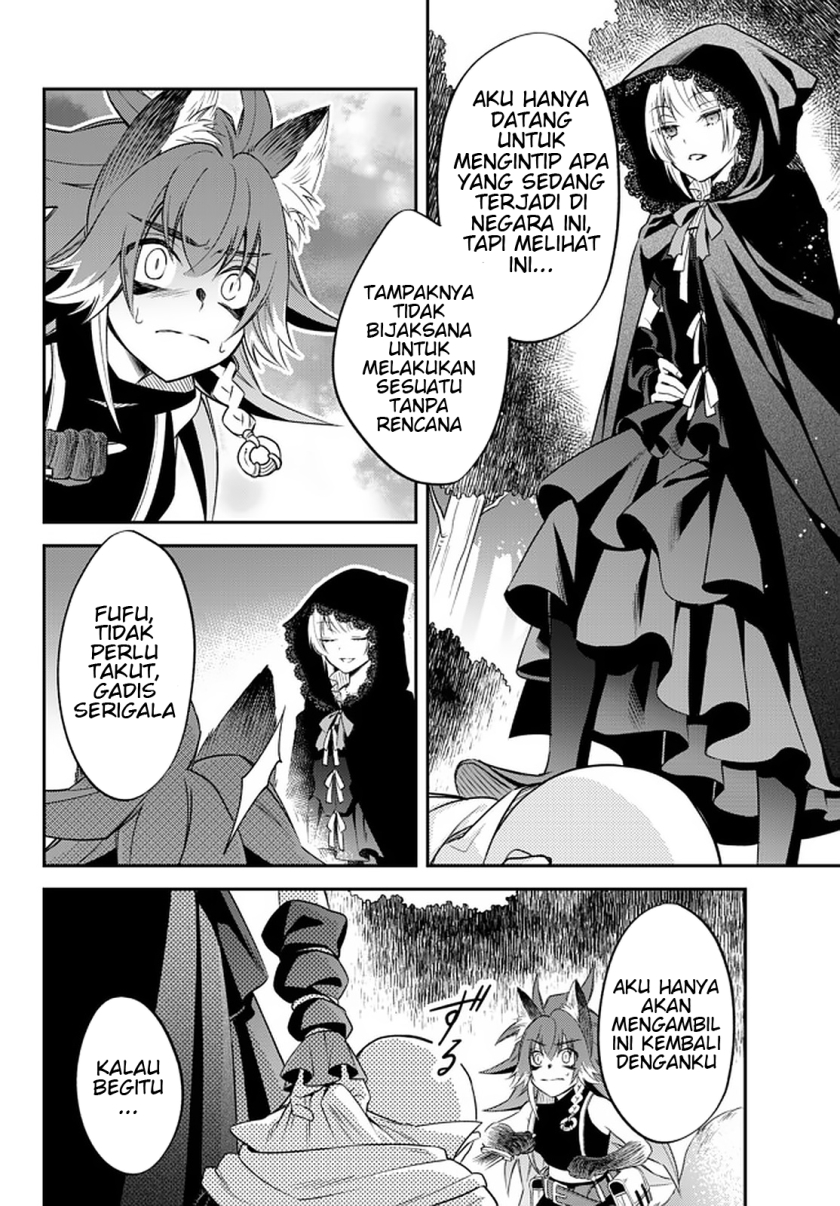 AKU HANYA
DATANG
UNTUK
MENGINTIP APA
YANG SEDANG
TERJADI DI
NEGARA INI,
TAPI MELIHAT
INI...
TAMPAKNYA
TIDAK
BIJAKSANA
UNTUK
MELAKUKAN
SESUATU
TANPA
RENCANA
FUFU,
TIDAK
PERLU
TAKUT,
GADIS
SERIGALA
AKU HANYA
AKAN
MENGAMBIL
INI KEMBALI
DENGANKU
ずる
KALAU
BEGITU
...